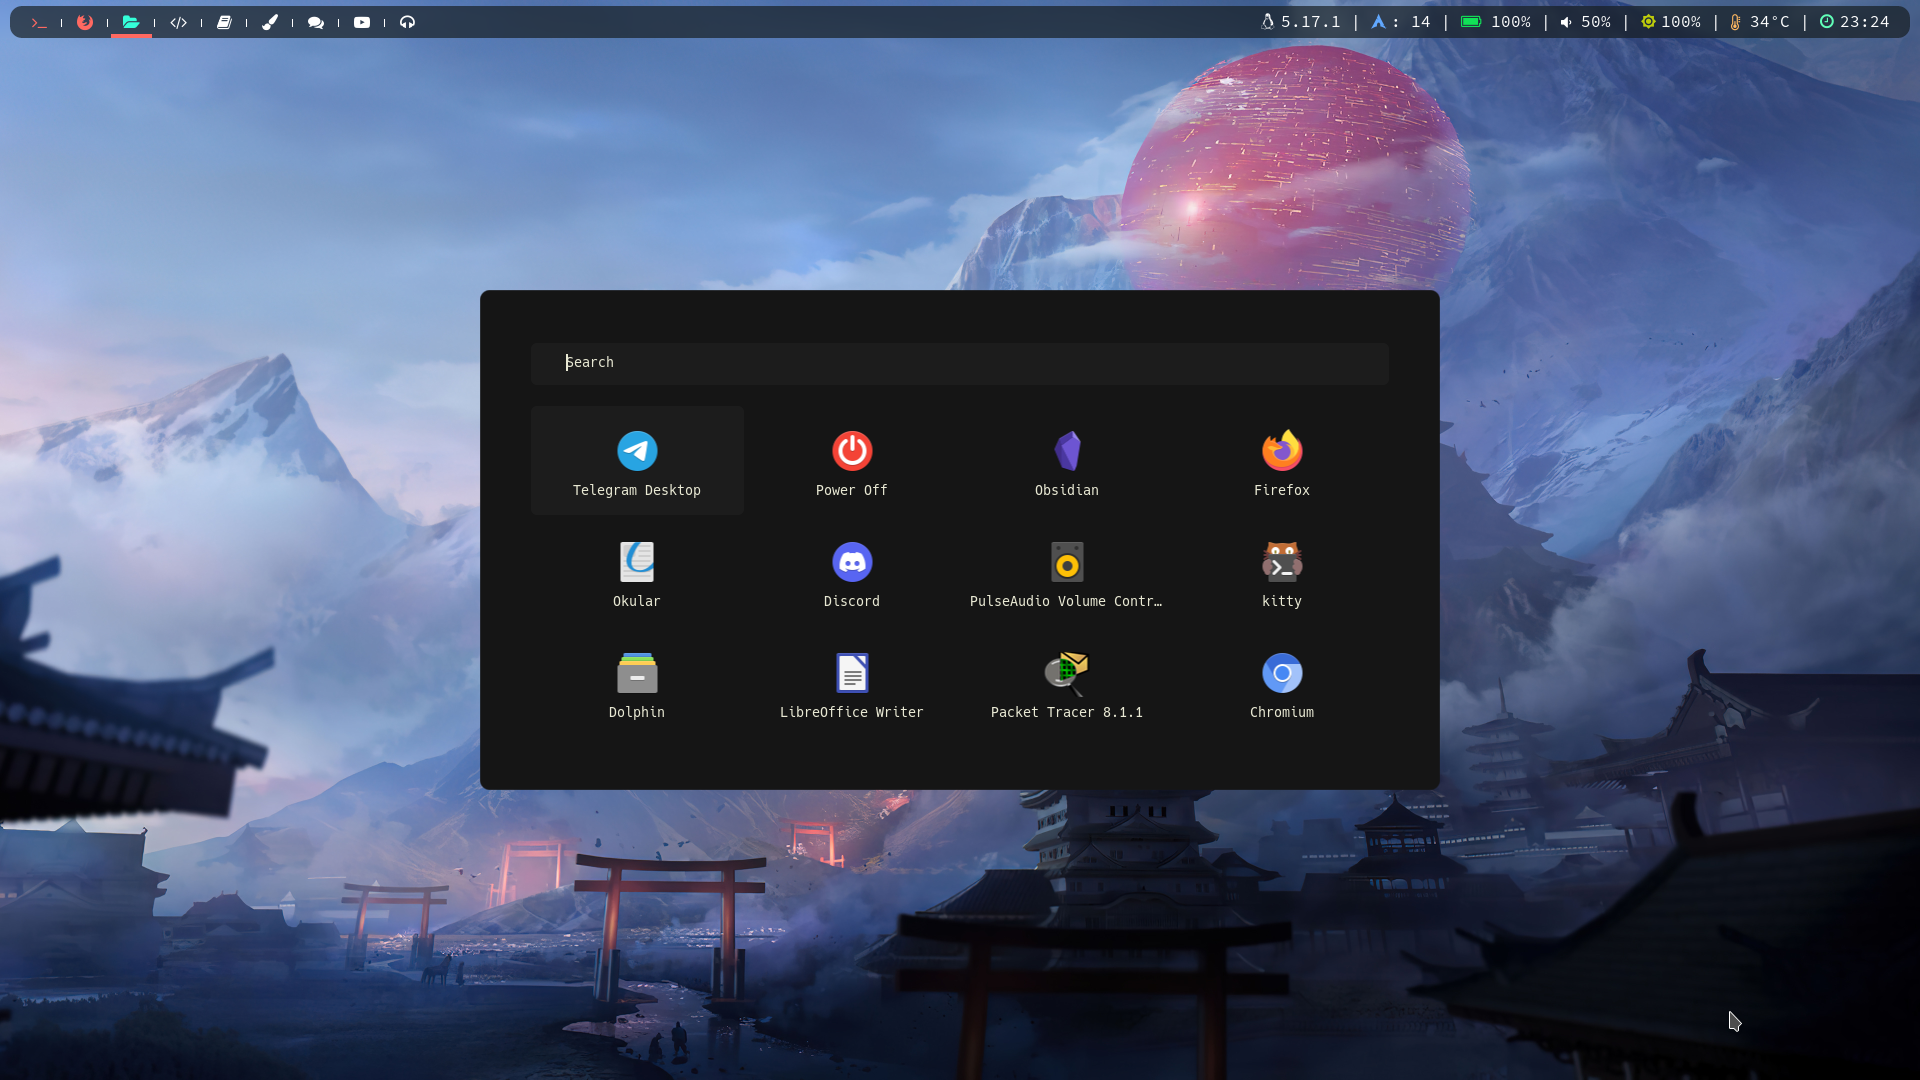 5.17.1 | : 14 | 100% | 50% | 100% | 34°C | 23:24
Search
Telegram Desktop
Power Off
Obsidian
Firefox
Okular
Discord
PulseAudio Volume Contr…
kitty
Dolphin
LibreOffice Writer
Packet Tracer 8.1.1
Chromium